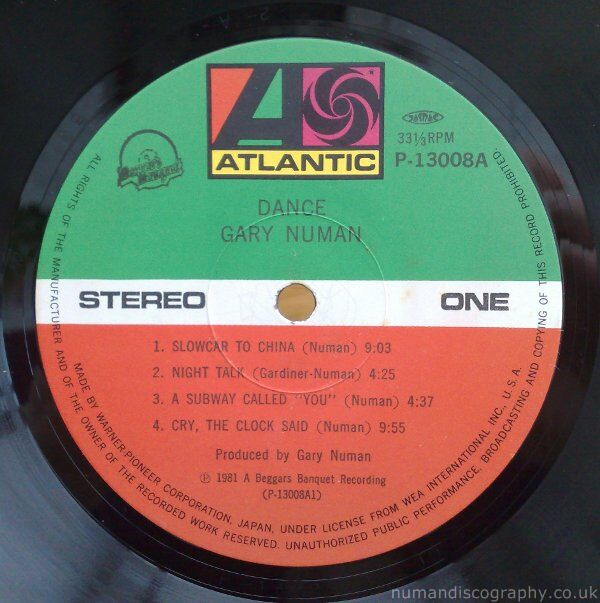 ATLANTIC
Beggars Banquet
33⅓RPM
P-13008A
DANCE
GARY NUMAN
STEREO
ONE
1. SLOWCAR TO CHINA (Numan) 9:03
2. NIGHT TALK (Gardiner-Numan) 4:25
3. A SUBWAY CALLED "YOU" (Numan) 4:37
4. CRY, THE CLOCK SAID (Numan) 9:55
Produced by Gary Numan
Ⓟ 1981 A Beggars Banquet Recording
(P-13008A1)
MADE BY WARNER-PIONEER CORPORATION, JAPAN, UNDER LICENSE FROM WEA INTERNATIONAL INC. U.S.A.
ALL RIGHTS OF THE MANUFACTURER AND OF THE OWNER OF THE RECORDED WORK RESERVED. UNAUTHORIZED PUBLIC PERFORMANCE, BROADCASTING AND COPYING OF THIS RECORD PROHIBITED.
numandiscography.co.uk